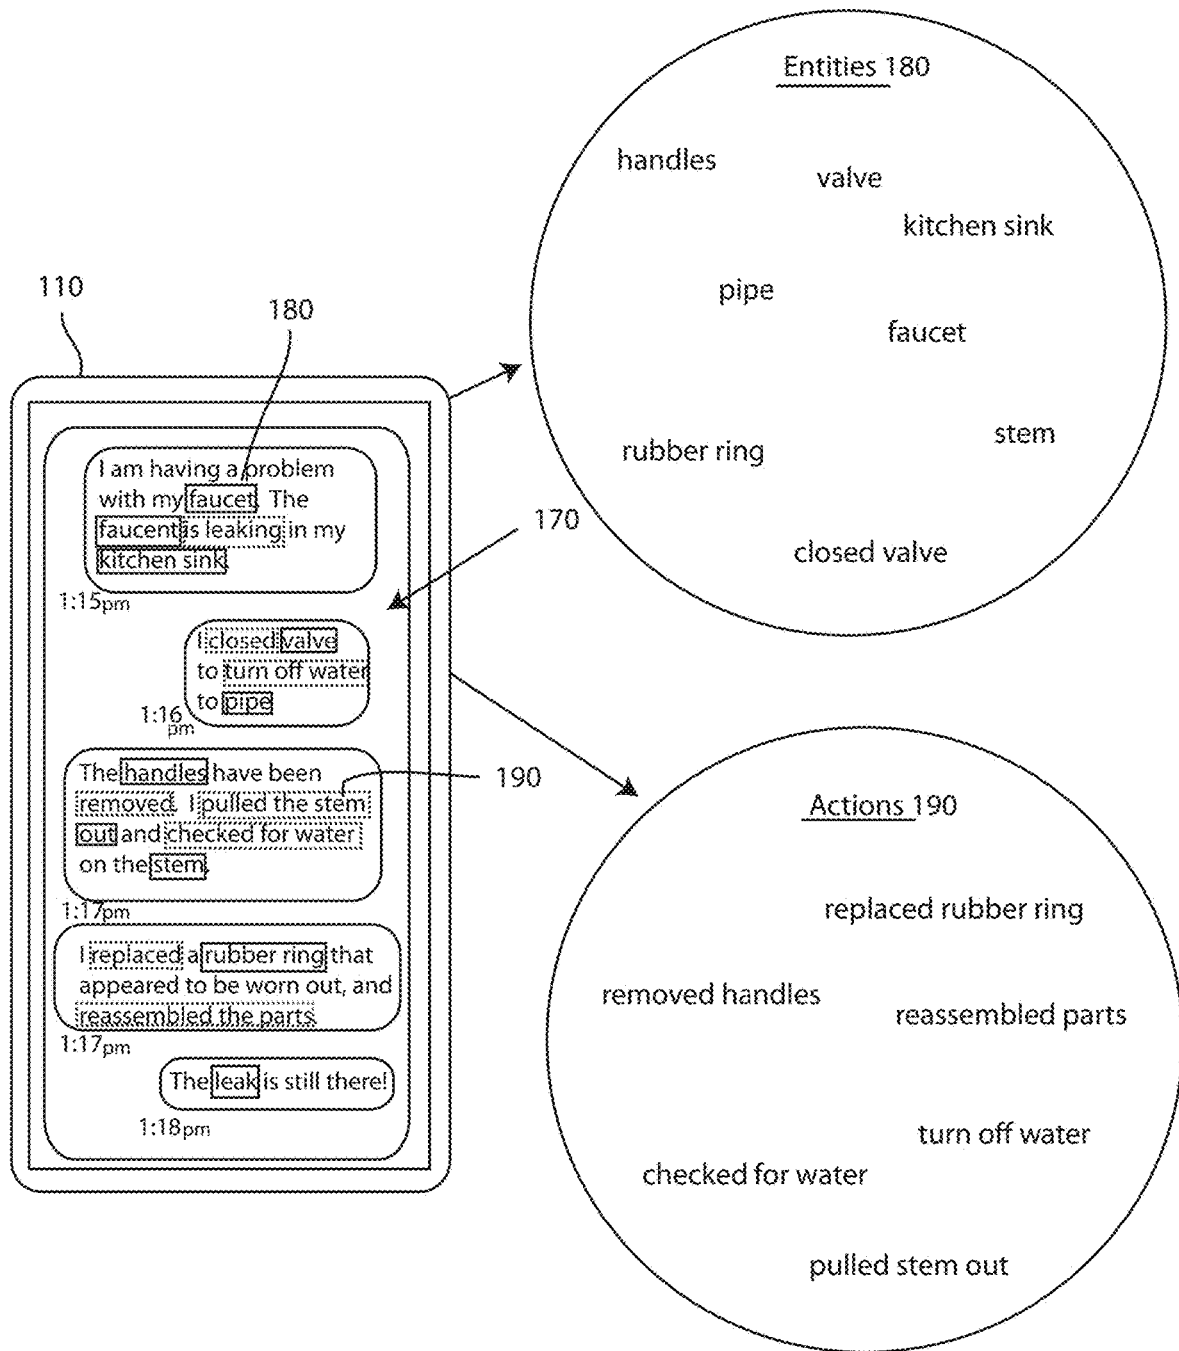 Entities 180
handles
valve
kitchen sink
pipe
faucet
rubber ring
stem
closed valve
110
180
I am having a problem
with my faucet. The
faucent is leaking in my
kitchen sink.
1:15pm
170
I closed valve
to turn off water
to pipe
1:16
pm
The handles have been
removed. I pulled the stem
out and checked for water
on the stem.
190
1:17pm
I replaced a rubber ring that
appeared to be worn out, and
reassembled the parts.
1:17pm
The leak is still there!
1:18pm
Actions 190
replaced rubber ring
removed handles
reassembled parts
turn off water
checked for water
pulled stem out